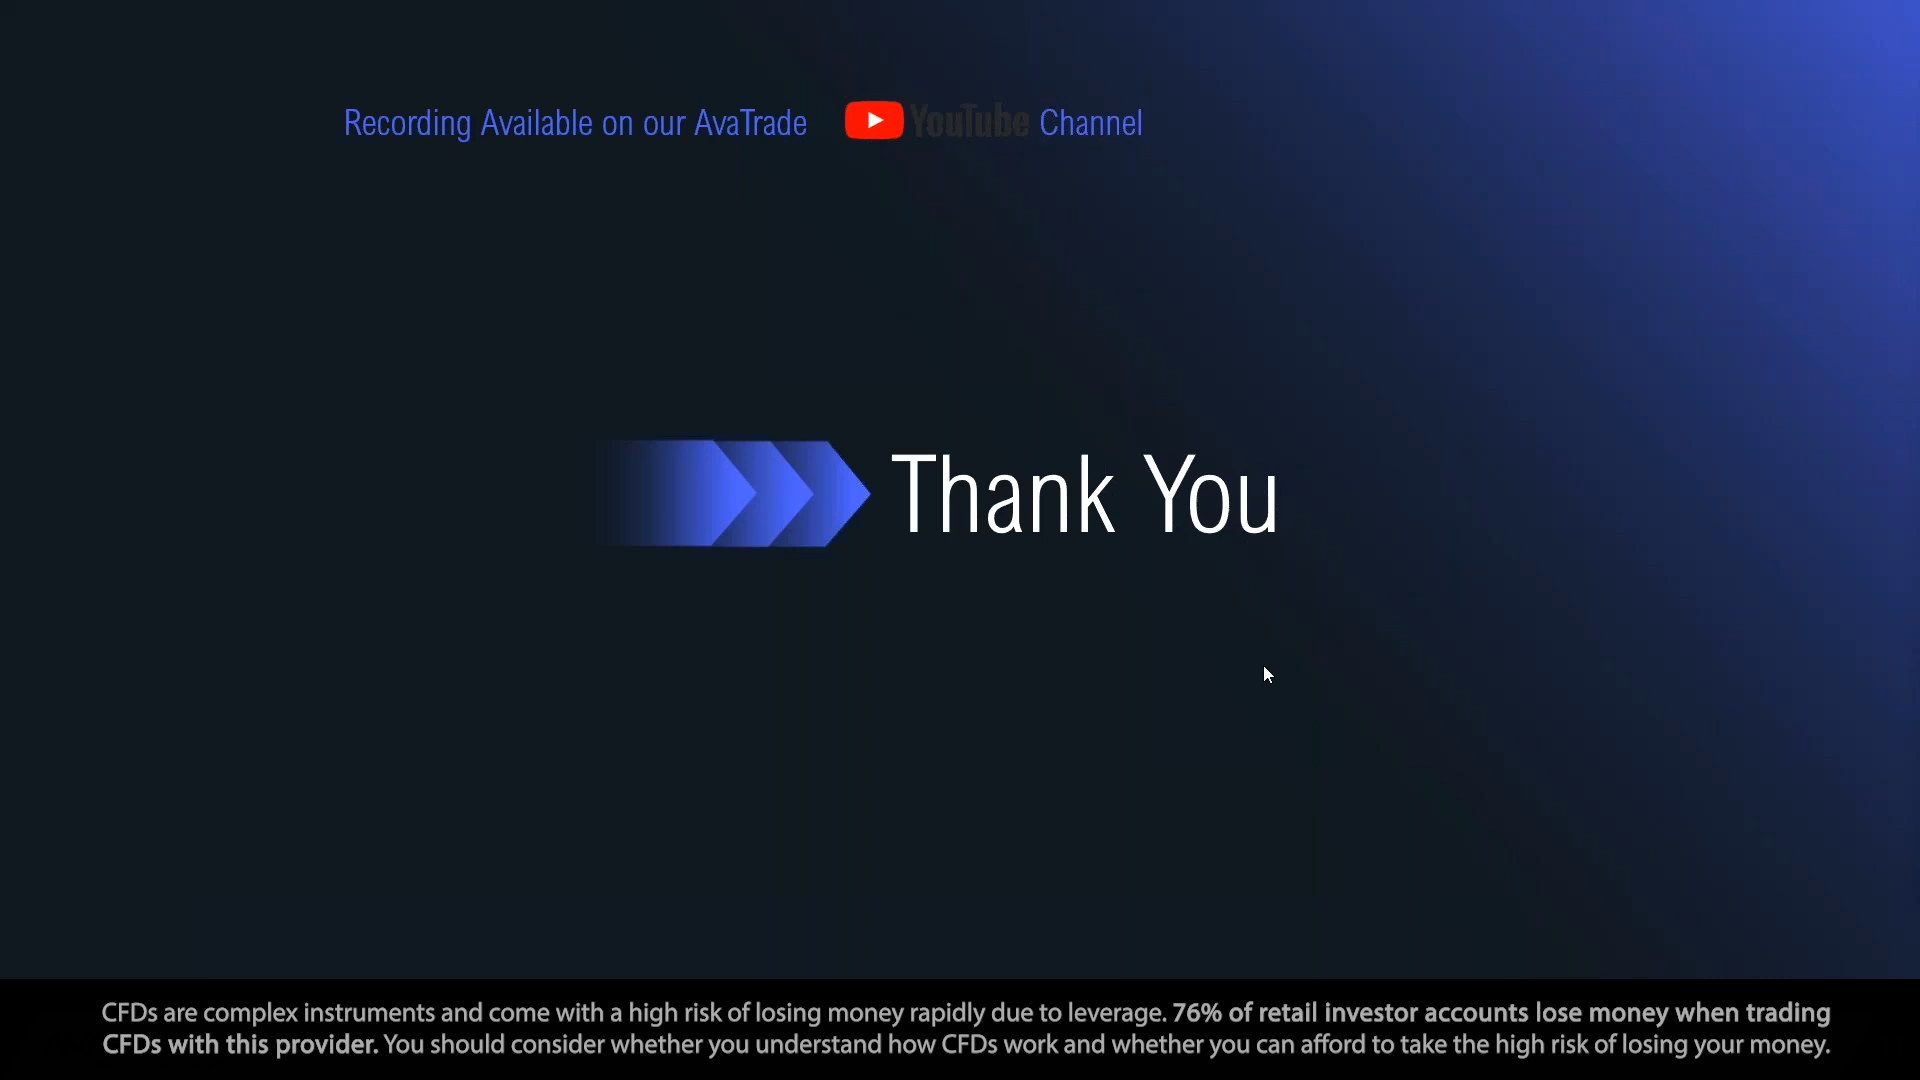 Recording Available on our AvaTrade YouTube Channel
Thank You
CFDs are complex instruments and come with a high risk of losing money rapidly due to leverage. 76% of retail investor accounts lose money when trading
CFDs with this provider. You should consider whether you understand how CFDs work and whether you can afford to take the high risk of losing your money.